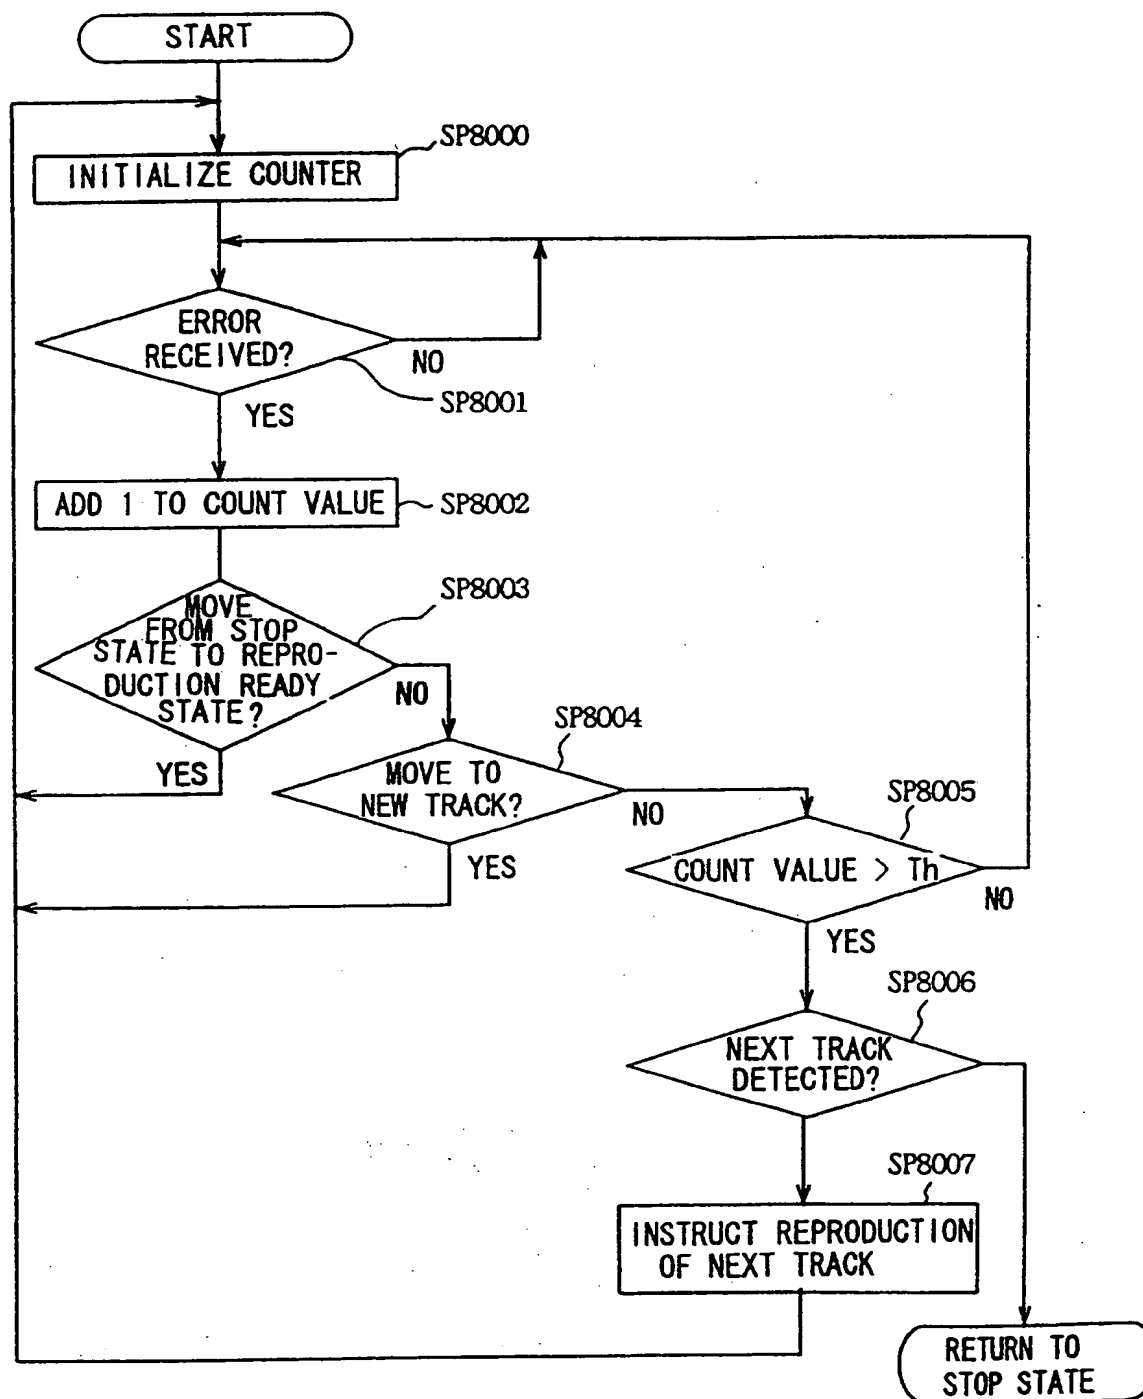 START
SP8000
INITIALIZE COUNTER
ERROR
RECEIVED?
NO
SP8001
YES
ADD 1 TO COUNT VALUE
SP8002
SP8003
MOVE
FROM STOP
STATE TO REPRO-
DUCTION READY
STATE?
NO
YES
SP8004
MOVE TO
NEW TRACK?
NO
YES
SP8005
COUNT VALUE > Th
NO
YES
SP8006
NEXT TRACK
DETECTED?
SP8007
INSTRUCT REPRODUCTION
OF NEXT TRACK
RETURN TO
STOP STATE